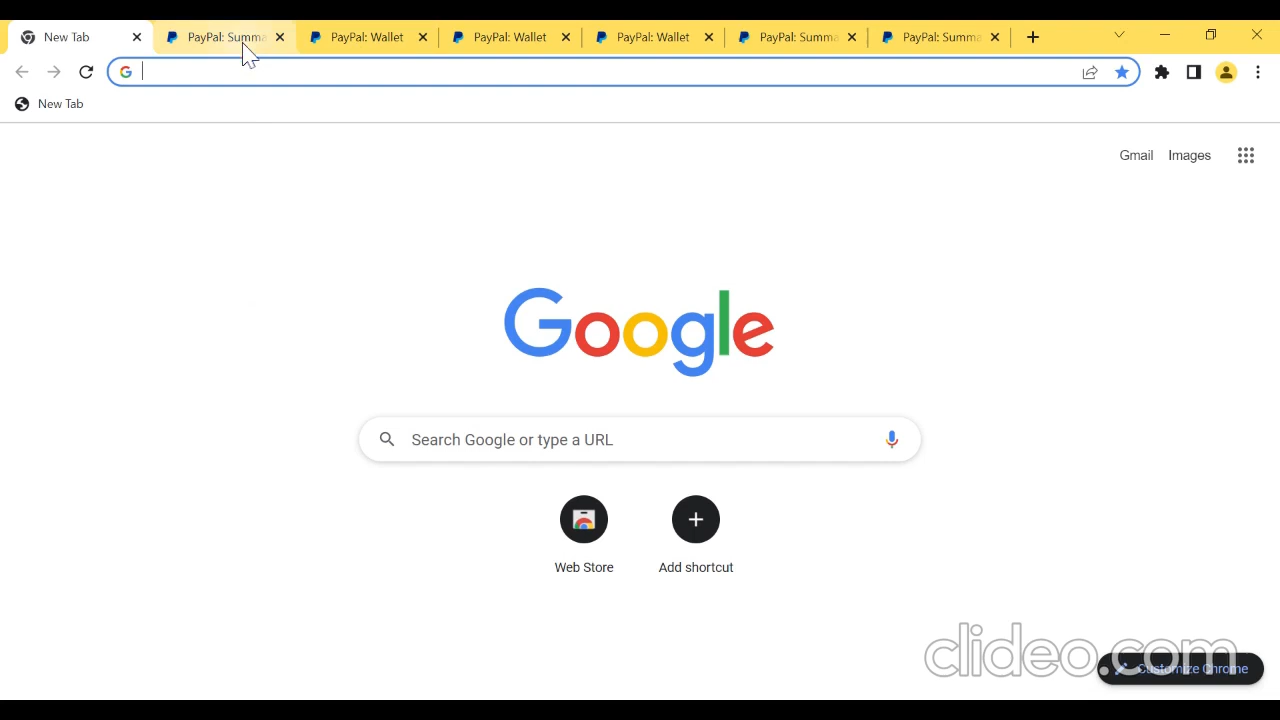 New Tab
PayPal: Summa
PayPal: Wallet
PayPal: Wallet
PayPal: Wallet
PayPal: Summa
PayPal: Summa
New Tab
Gmail
Images
Google
Search Google or type a URL
Web Store
Add shortcut
clideo.com
Customize Chrome